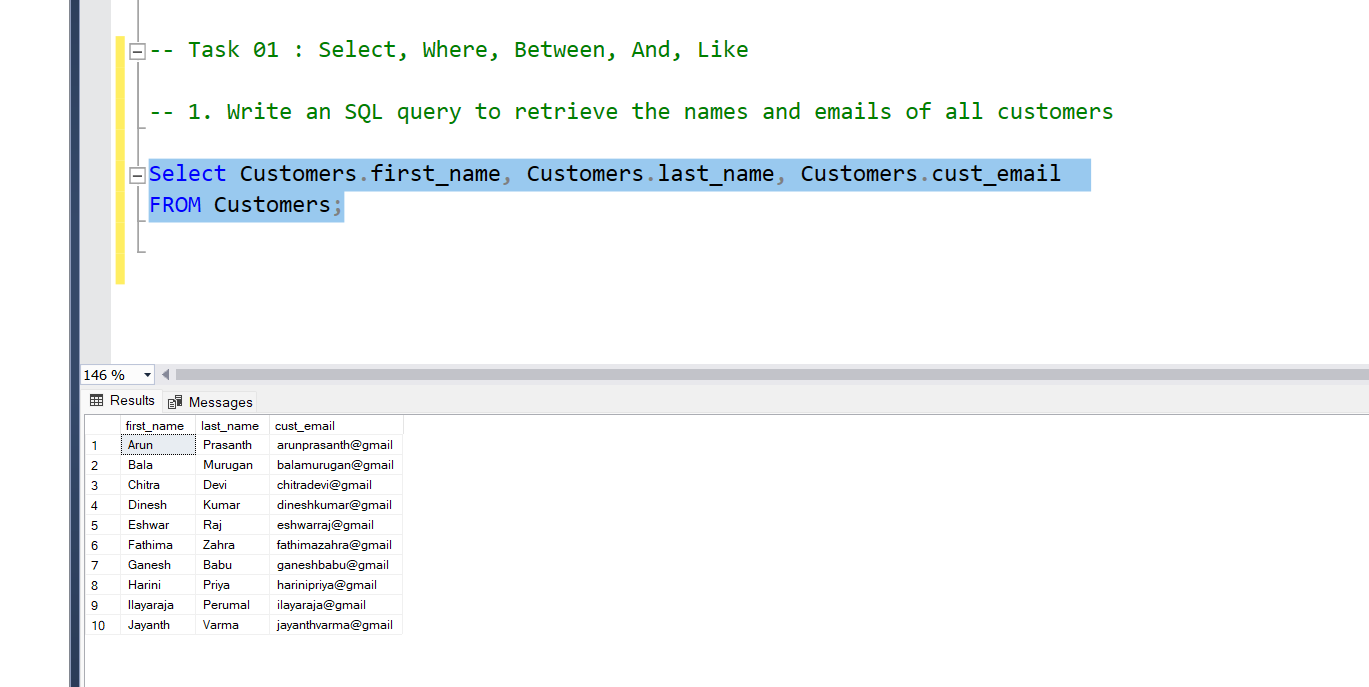 -- Task 01 : Select, Where, Between, And, Like
-- 1. Write an SQL query to retrieve the names and emails of all customers
Select Customers.first_name, Customers.last_name, Customers.cust_email
FROM Customers;
146 %
Results Messages
first_name last_name cust_email
1 Arun Prasanth arunprasanth@gmail
2 Bala Murugan balamurugan@gmail
3 Chitra Devi chitradevi@gmail
4 Dinesh Kumar dineshkumar@gmail
5 Eshwar Raj eshwarraj@gmail
6 Fathima Zahra fathimazahra@gmail
7 Ganesh Babu ganeshbabu@gmail
8 Harini Priya harinipriya@gmail
9 Ilayaraja Perumal ilayaraja@gmail
10 Jayanth Varma jayanthvarma@gmail